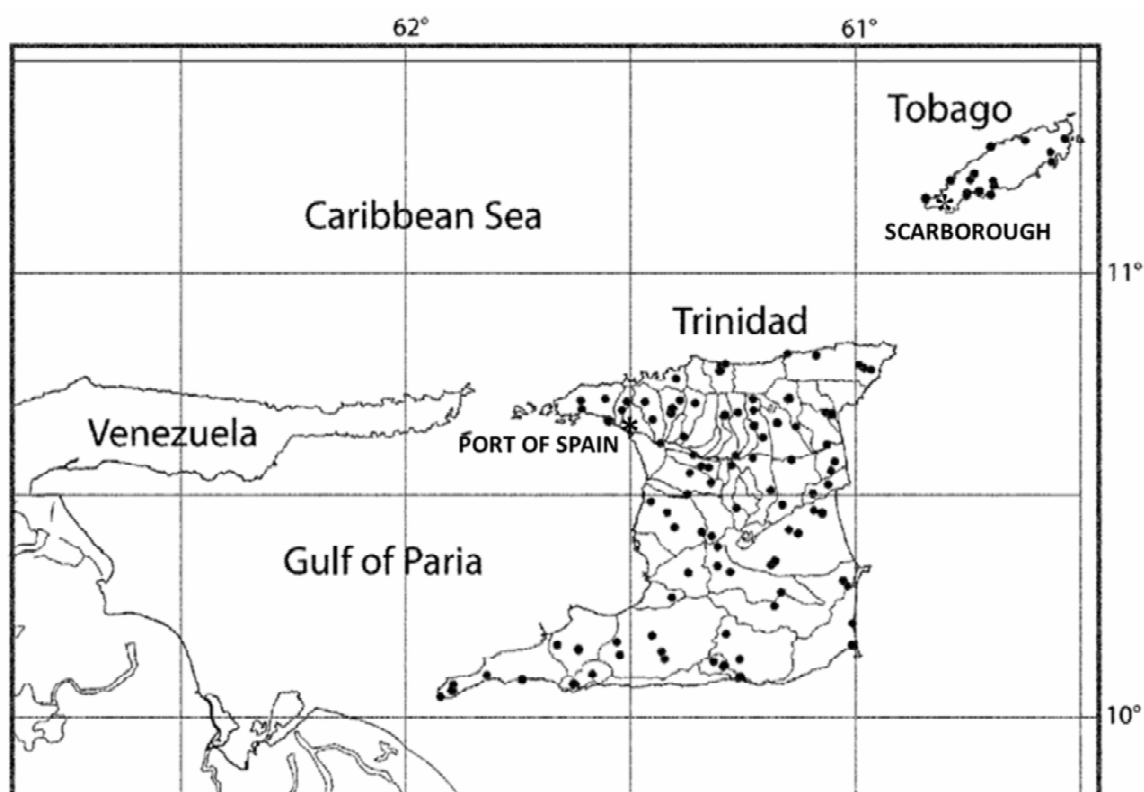 62°
61°
Tobago
Caribbean Sea
SCARBOROUGH
11°
Trinidad
Venezuela
PORT OF SPAIN
Gulf of Paria
10°